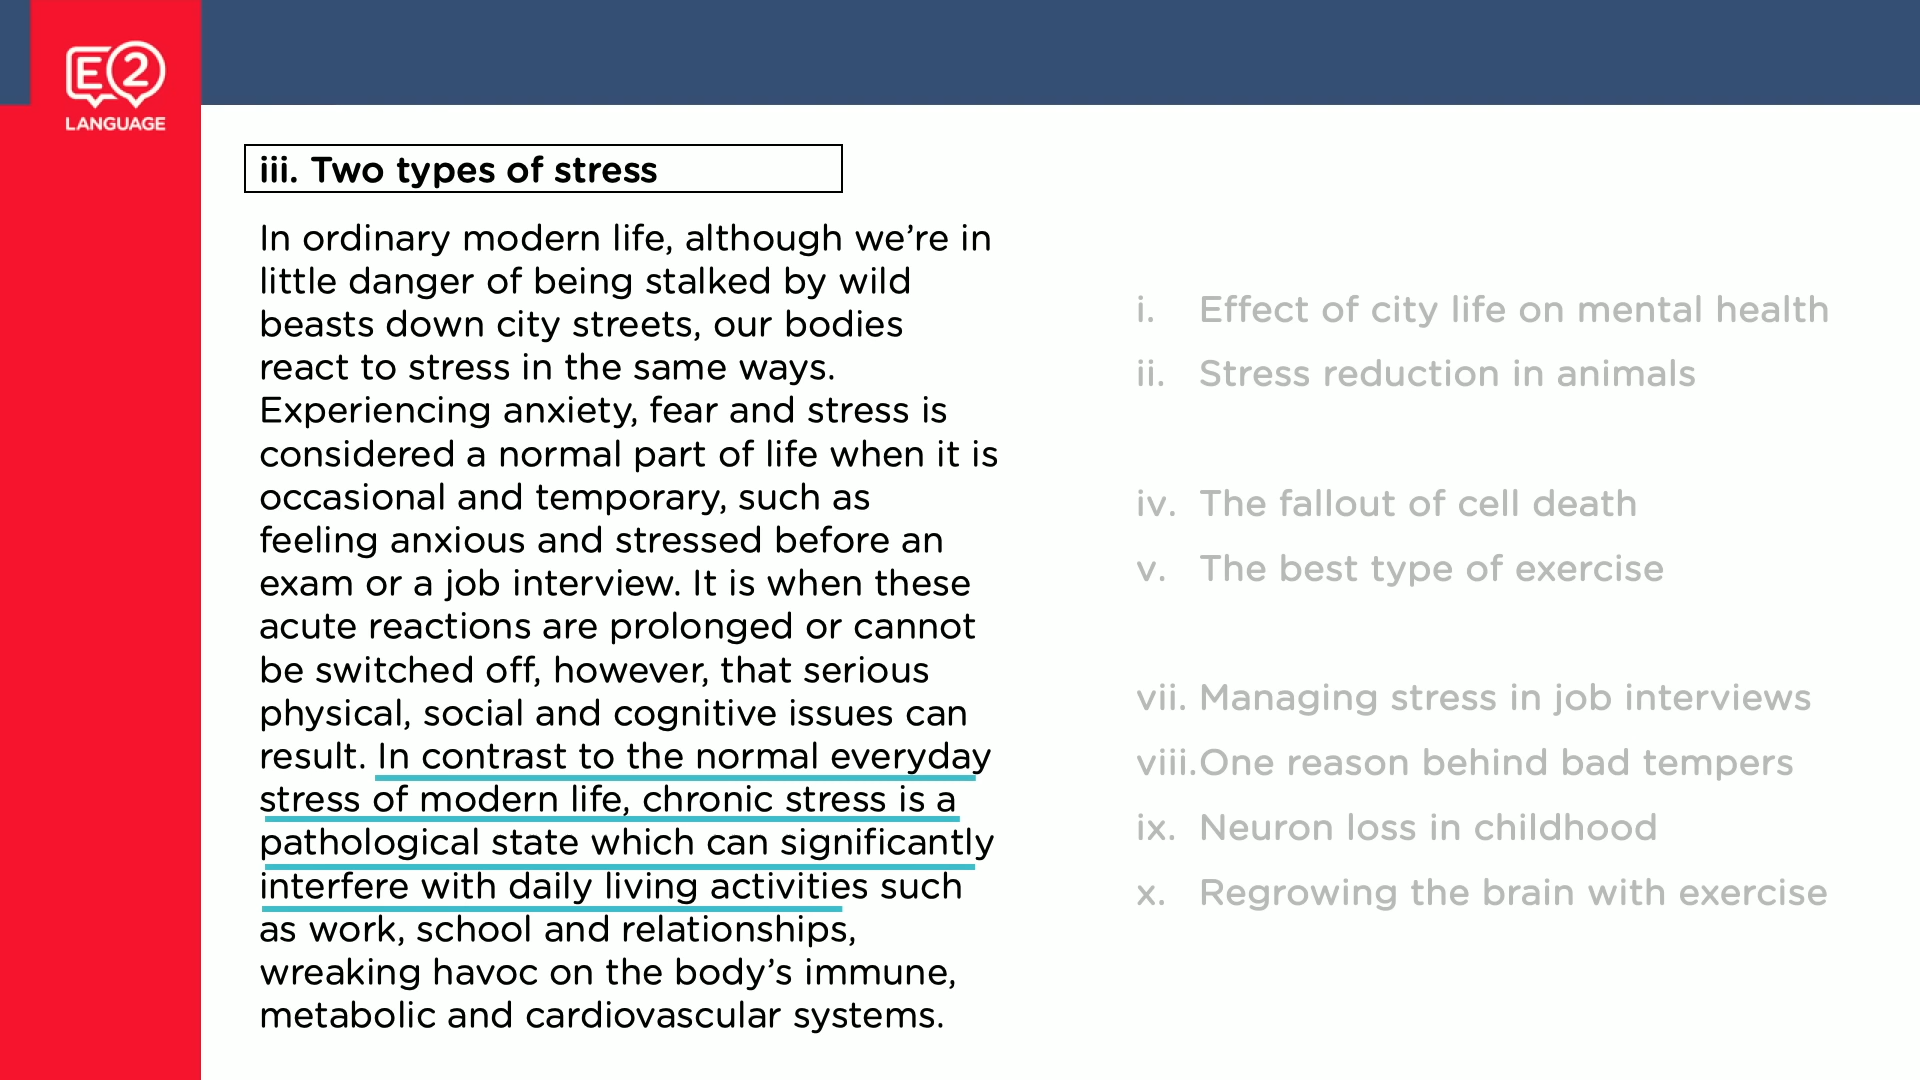 E2
LANGUAGE
iii. Two types of stress
In ordinary modern life, although we’re in
little danger of being stalked by wild
beasts down city streets, our bodies
react to stress in the same ways.
Experiencing anxiety, fear and stress is
considered a normal part of life when it is
occasional and temporary, such as
feeling anxious and stressed before an
exam or a job interview. It is when these
acute reactions are prolonged or cannot
be switched off, however, that serious
physical, social and cognitive issues can
result. In contrast to the normal everyday
stress of modern life, chronic stress is a
pathological state which can significantly
interfere with daily living activities such
as work, school and relationships,
wreaking havoc on the body’s immune,
metabolic and cardiovascular systems.
i. Effect of city life on mental health
ii. Stress reduction in animals
iv. The fallout of cell death
v. The best type of exercise
vii. Managing stress in job interviews
viii. One reason behind bad tempers
ix. Neuron loss in childhood
x. Regrowing the brain with exercise